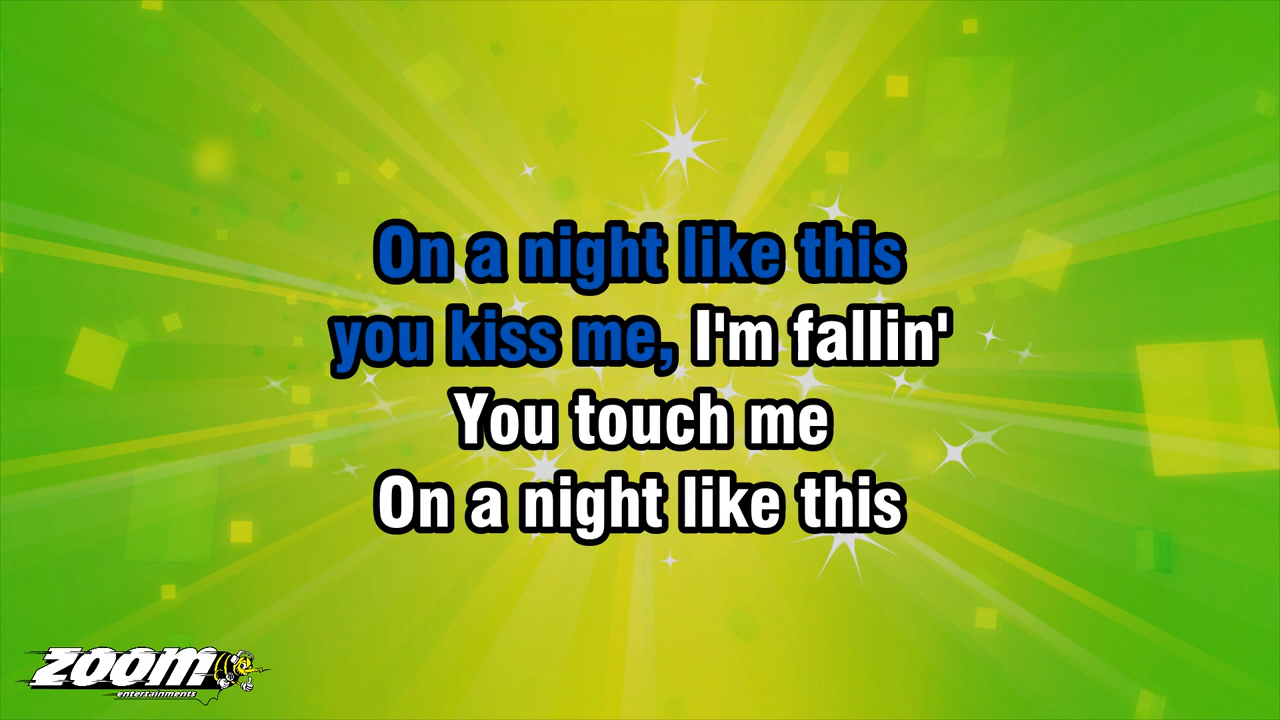 On a night like this
you kiss me, I'm fallin'
You touch me
On a night like this
ZOOM
entertainments